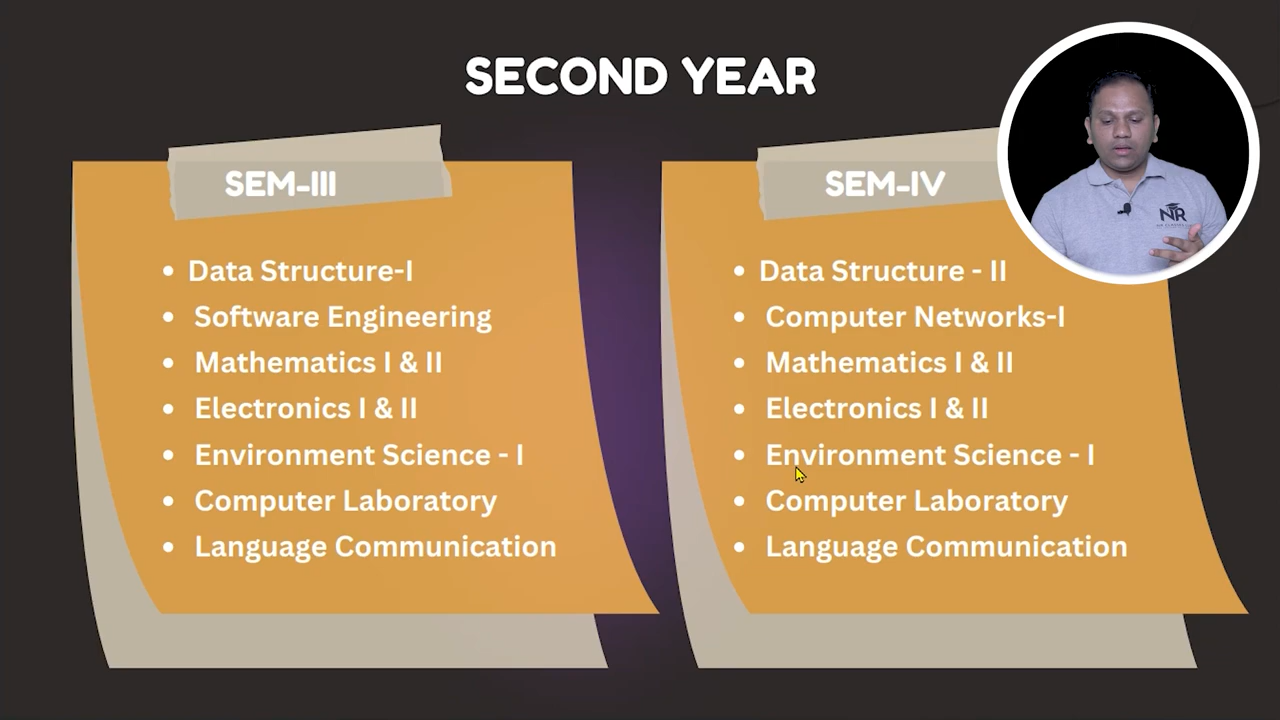 SECOND YEAR
SEM-III
Data Structure-I
Software Engineering
Mathematics I & II
Electronics I & II
Environment Science - I
Computer Laboratory
Language Communication
SEM-IV
Data Structure - II
Computer Networks-I
Mathematics I & II
Electronics I & II
Environment Science - I
Computer Laboratory
Language Communication
NR